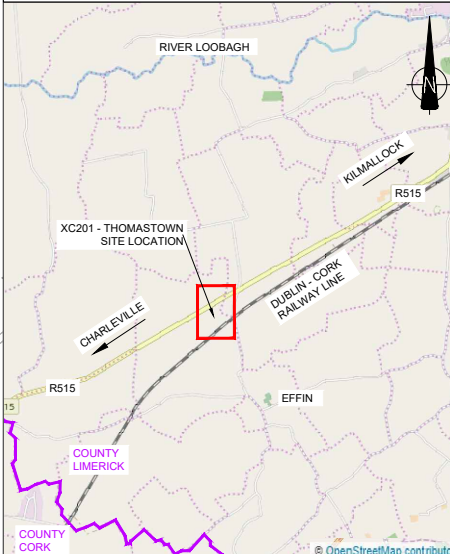 RIVER LOOBAGH
N
KILMALLOCK
R515
XC201 - THOMASTOWN
SITE LOCATION
DUBLIN - CORK
RAILWAY LINE
CHARLEVILLE
R515
EFFIN
15
COUNTY
LIMERICK
COUNTY
CORK
© OpenStreetMap contributo